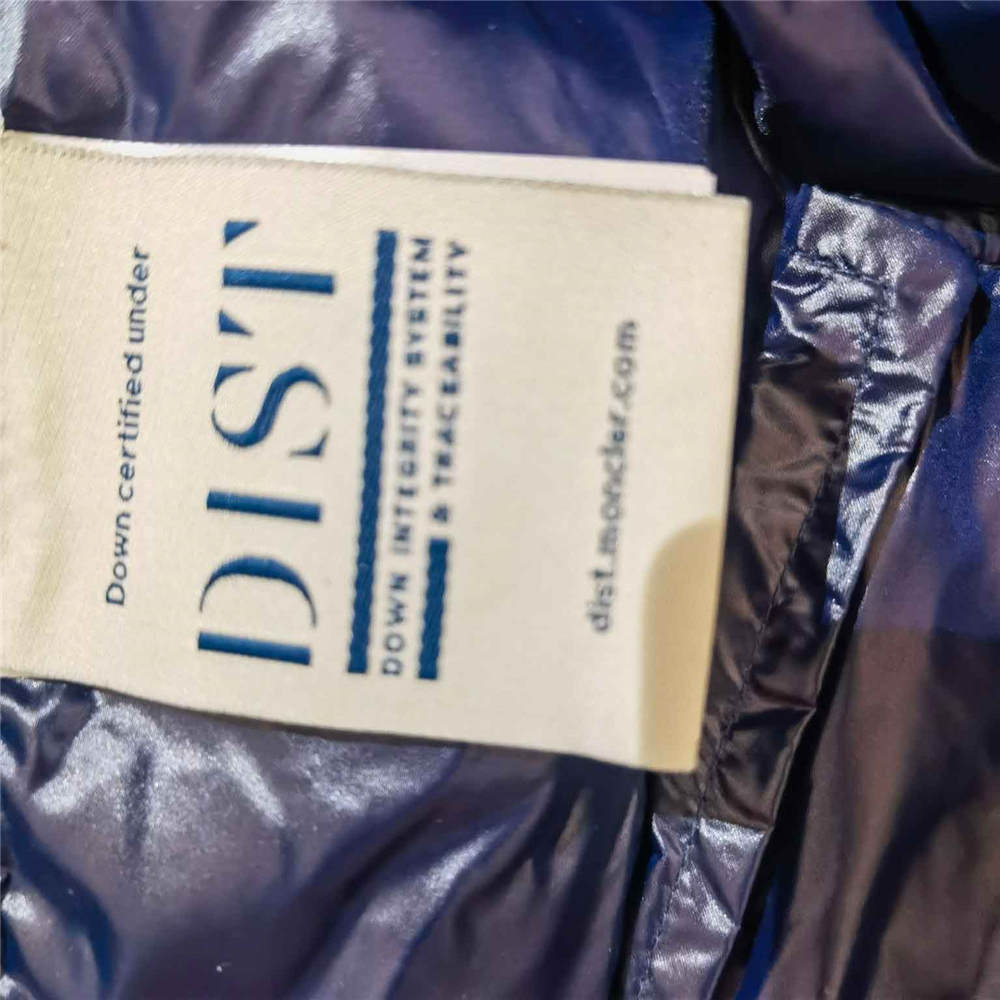 Down certified under
DIST
DOWN INTEGRITY SYSTEM
& TRACEABILITY
dist.moncler.com